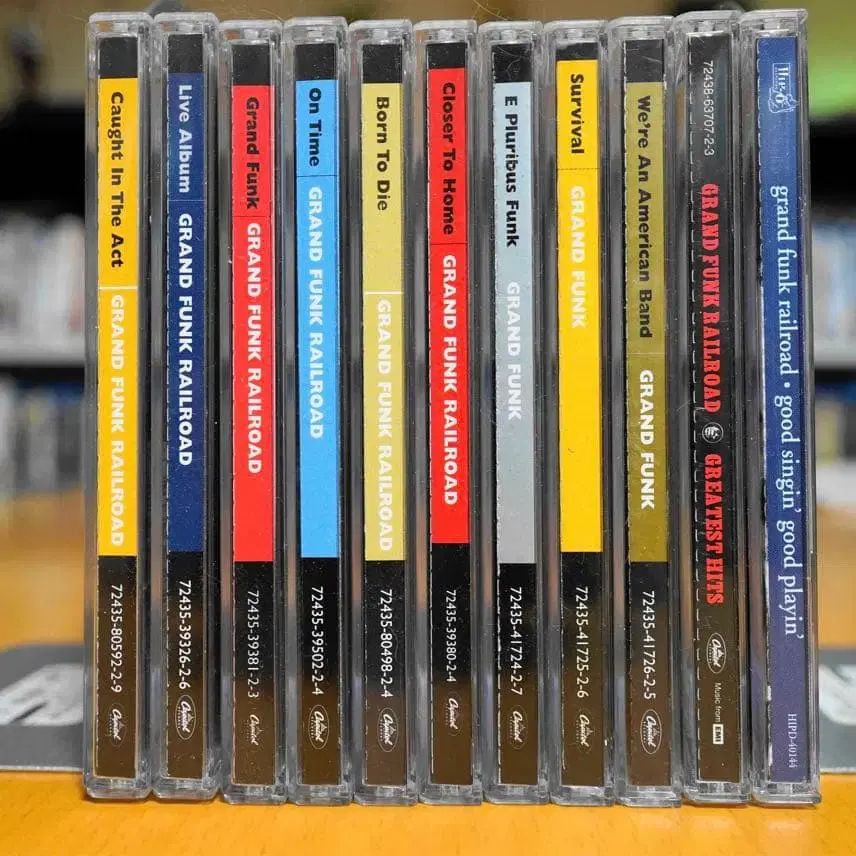 Caught In The Act GRAND FUNK RAILROAD 72435-80592-2-9 Capitol
Live Album GRAND FUNK RAILROAD 72435-39326-2-6 Capitol
Grand Funk GRAND FUNK RAILROAD 72435-39381-2-3 Capitol
On Time GRAND FUNK RAILROAD 72435-39502-2-4 Capitol
Born To Die GRAND FUNK RAILROAD 72435-80498-2-4 Capitol
Closer To Home GRAND FUNK RAILROAD 72435-39380-2-4 Capitol
E Pluribus Funk GRAND FUNK 72435-41724-2-7 Capitol
Survival GRAND FUNK 72435-41725-2-6 Capitol
We're An American Band GRAND FUNK 72435-41726-2-5 Capitol
72438-63707-2-3 GRAND FUNK RAILROAD GREATEST HITS Capitol Music from EMI
Hip-O grand funk railroad • good singin' good playin' HIPD-40144